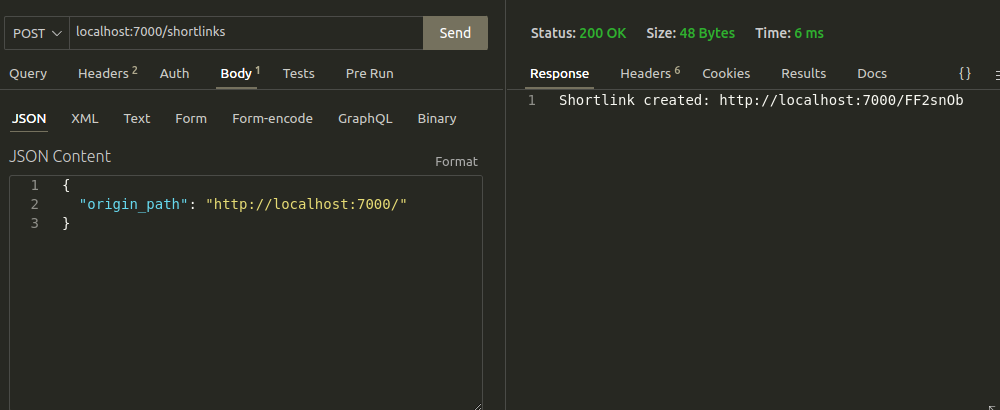 POST localhost:7000/shortlinks Send
Query Headers 2 Auth Body 1 Tests Pre Run
JSON XML Text Form Form-encode GraphQL Binary
JSON Content Format
1 {
2 "origin_path": "http://localhost:7000/"
3 }
Status: 200 OK Size: 48 Bytes Time: 6 ms
Response Headers 6 Cookies Results Docs {}
1 Shortlink created: http://localhost:7000/FF2snOb